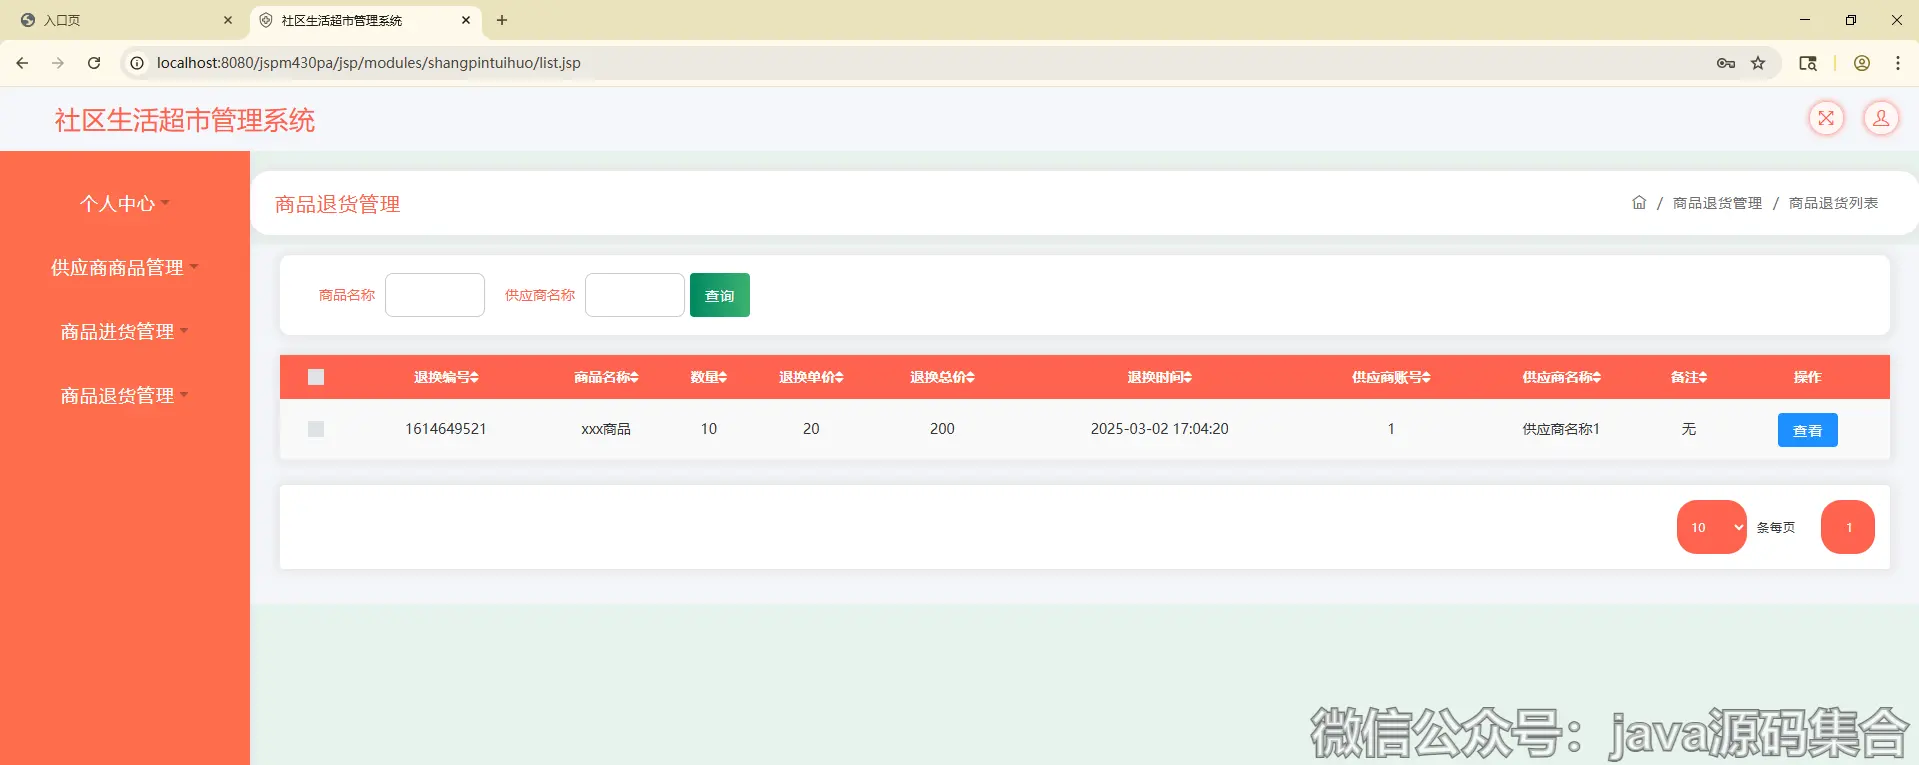 入口页
社区生活超市管理系统
localhost:8080/jspm430pa/jsp/modules/shangpintuihuo/list.jsp
社区生活超市管理系统
个人中心
供应商商品管理
商品进货管理
商品退货管理
商品退货管理
/ 商品退货管理 / 商品退货列表
商品名称 供应商名称 查询
退换编号 商品名称 数量 退换单价 退换总价 退换时间 供应商账号 供应商名称 备注 操作
1614649521 xxx商品 10 20 200 2025-03-02 17:04:20 1 供应商名称1 无 查看
10 条每页 1
微信公众号：java源码集合